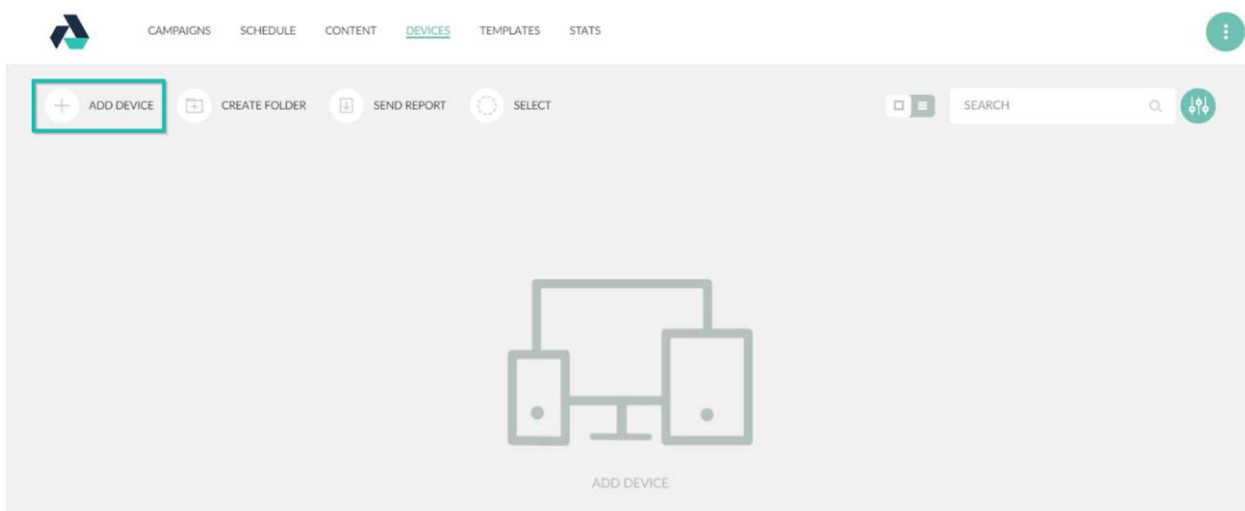 CAMPAIGNS SCHEDULE CONTENT DEVICES TEMPLATES STATS
ADD DEVICE CREATE FOLDER SEND REPORT SELECT SEARCH
ADD DEVICE